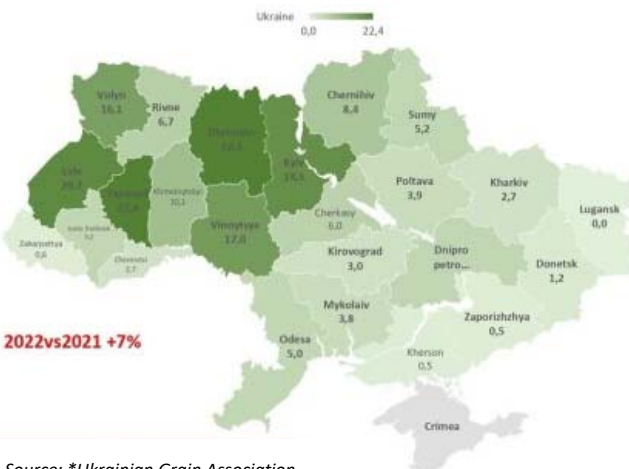 Ukraine
0,0 22,4
Volyn
16,1
Rivne
6,7
Chernihiv
8,4
Sumy
5,2
Lviv
Kyiv
Vinnytsya
17,0
Cherkasy
6,0
Poltava
3,9
Kharkiv
2,7
Lugansk
0,0
Zakarpattya
0,6
Kirovograd
3,0
Dnipro
petro...
Donetsk
1,2
Mykolaiv
3,8
Zaporizhzhya
0,5
2022vs2021 +7%
Odesa
5,0
Kherson
0,5
Crimea
Source: *Ukrainian Grain Association